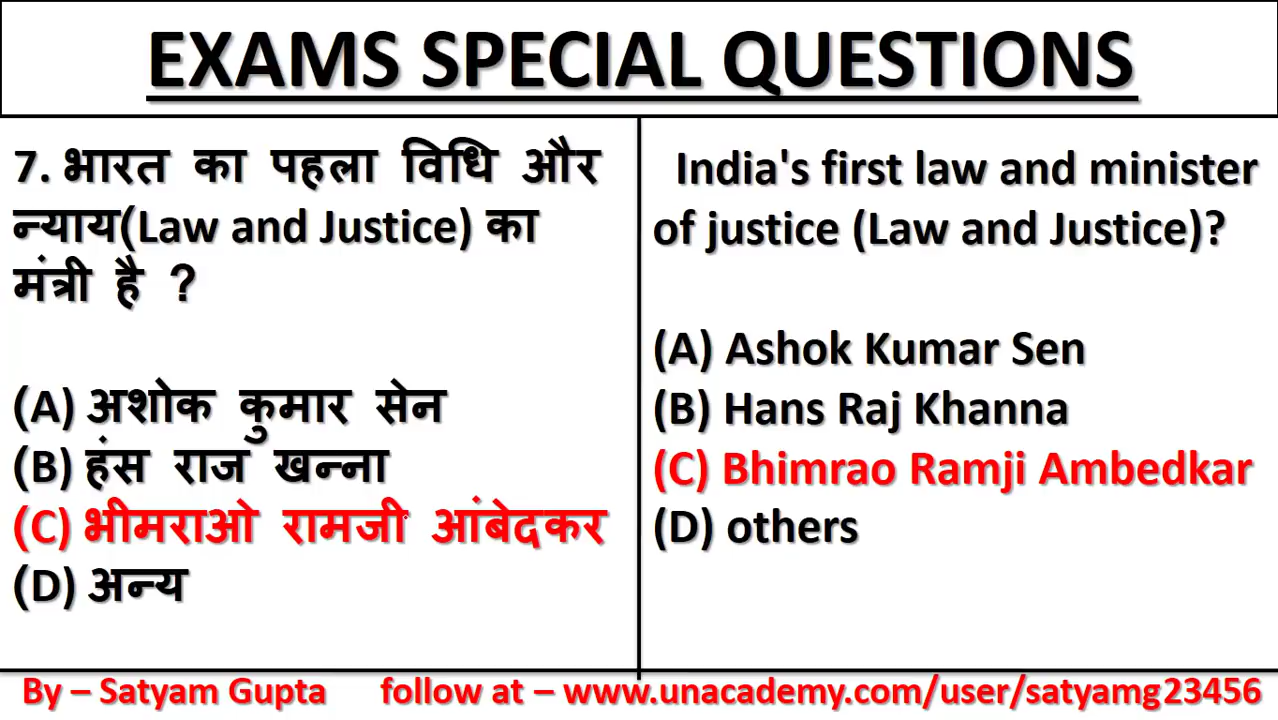 EXAMS SPECIAL QUESTIONS
7. भारत का पहला विधि और
न्याय(Law and Justice) का
मंत्री है ?
(A) अशोक कुमार सेन
(B) हंस राज खन्ना
(C) भीमराओ रामजी आंबेदकर
(D) अन्य
India's first law and minister
of justice (Law and Justice)?
(A) Ashok Kumar Sen
(B) Hans Raj Khanna
(C) Bhimrao Ramji Ambedkar
(D) others
By – Satyam Gupta follow at – www.unacademy.com/user/satyamg23456